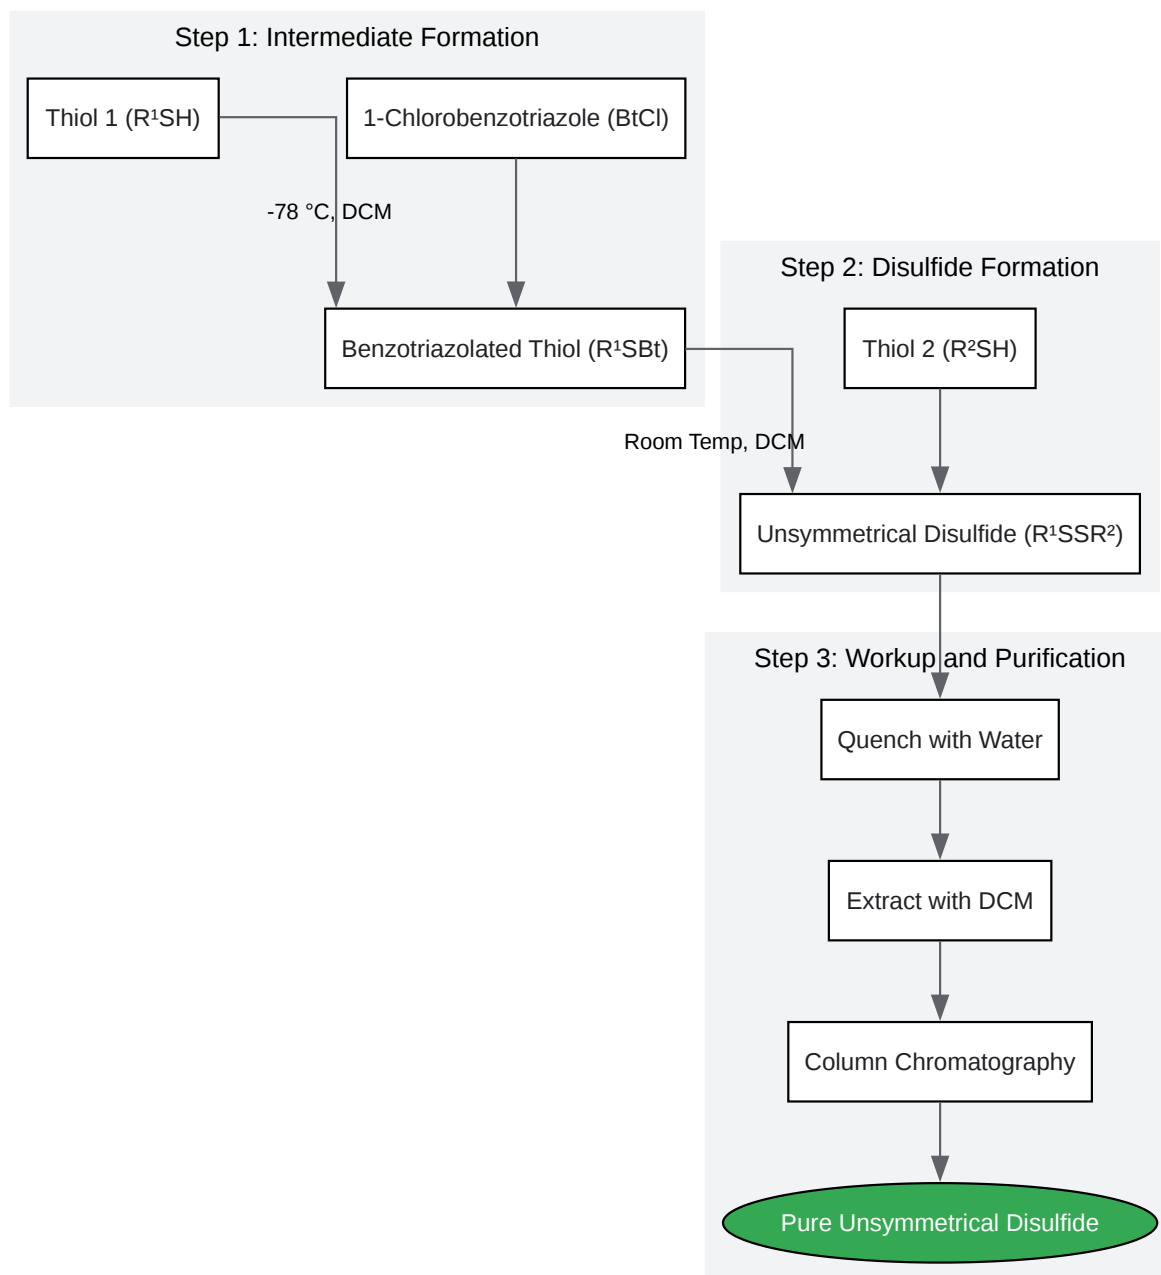 Step 1: Intermediate Formation
Thiol 1 (R¹SH)
1-Chlorobenzotriazole (BtCl)
-78 °C, DCM
Benzotriazolated Thiol (R¹SBt)
Step 2: Disulfide Formation
Thiol 2 (R²SH)
Room Temp, DCM
Unsymmetrical Disulfide (R¹SSR²)
Step 3: Workup and Purification
Quench with Water
Extract with DCM
Column Chromatography
Pure Unsymmetrical Disulfide